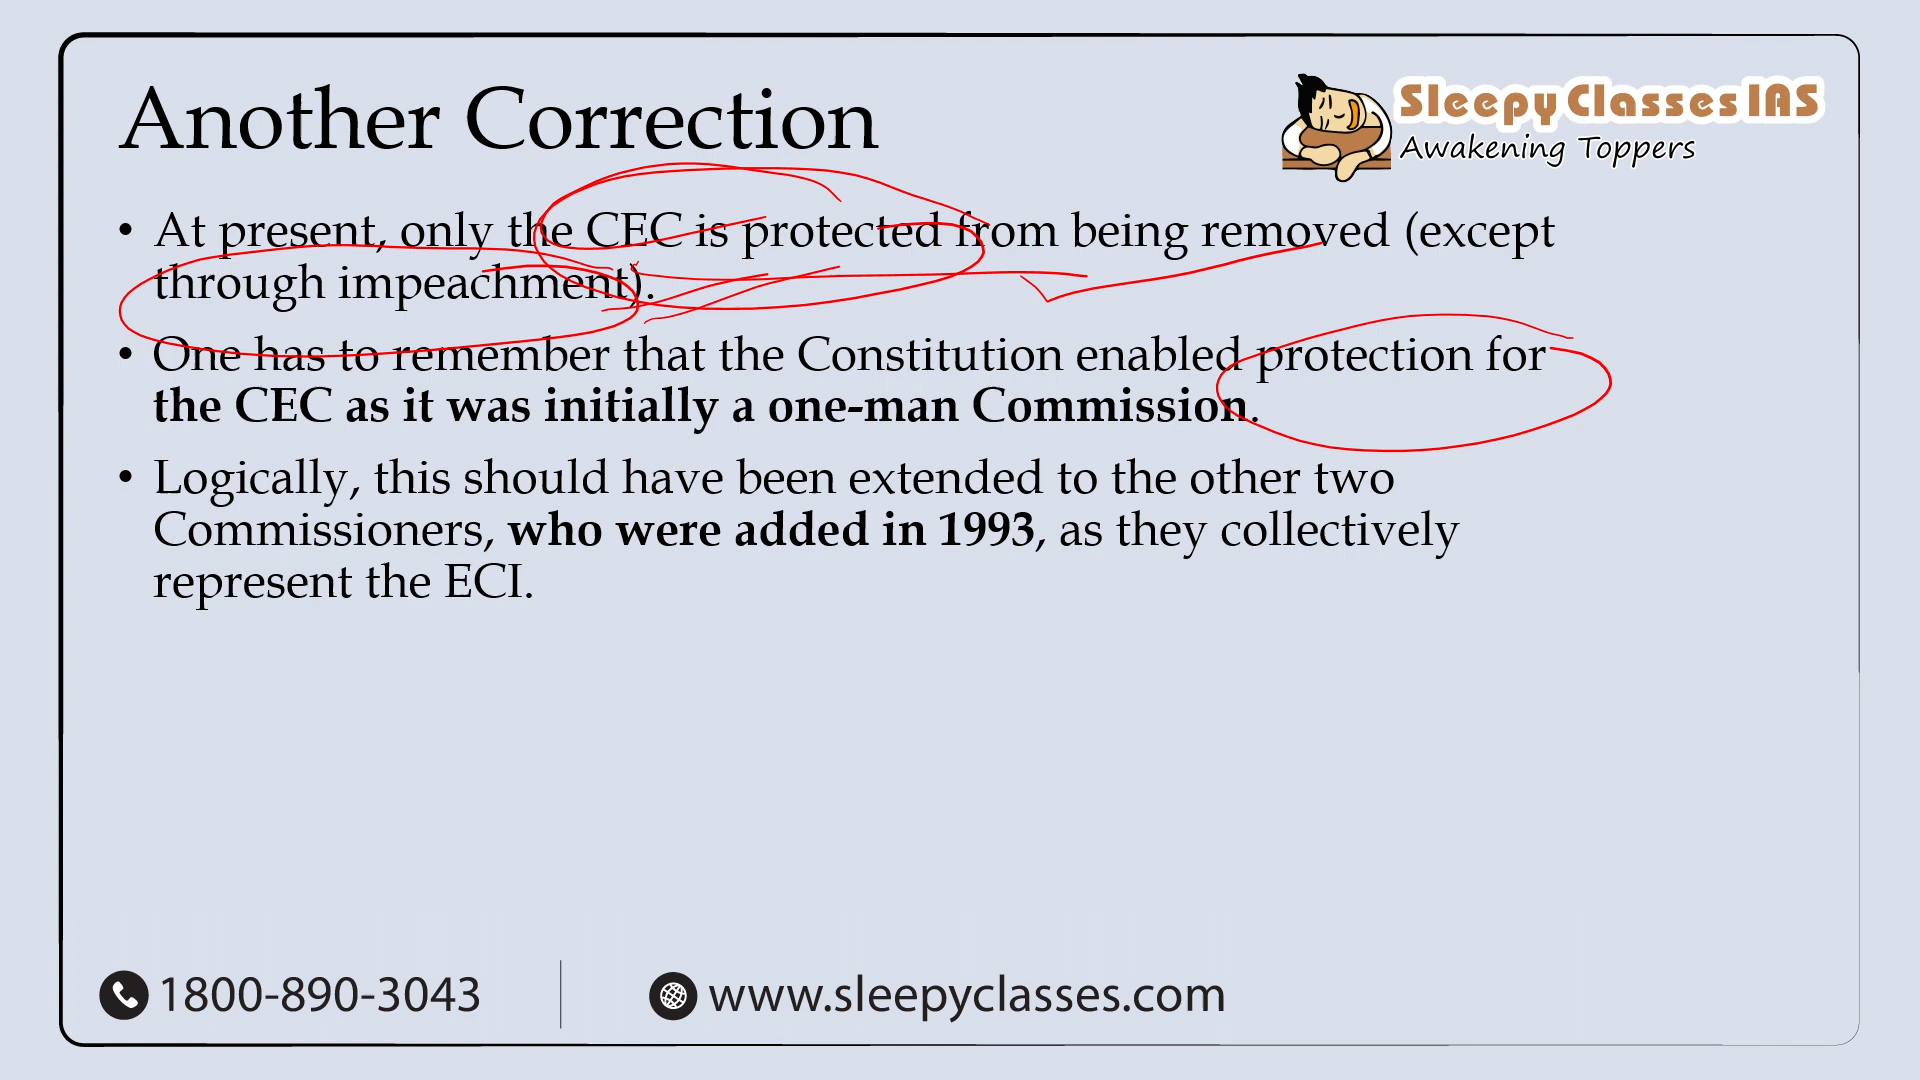 Another Correction
Sleepy Classes IAS
Awakening Toppers
• At present, only the CEC is protected from being removed (except
through impeachment).
• One has to remember that the Constitution enabled protection for
the CEC as it was initially a one-man Commission.
• Logically, this should have been extended to the other two
Commissioners, who were added in 1993, as they collectively
represent the ECI.
1800-890-3043
www.sleepyclasses.com